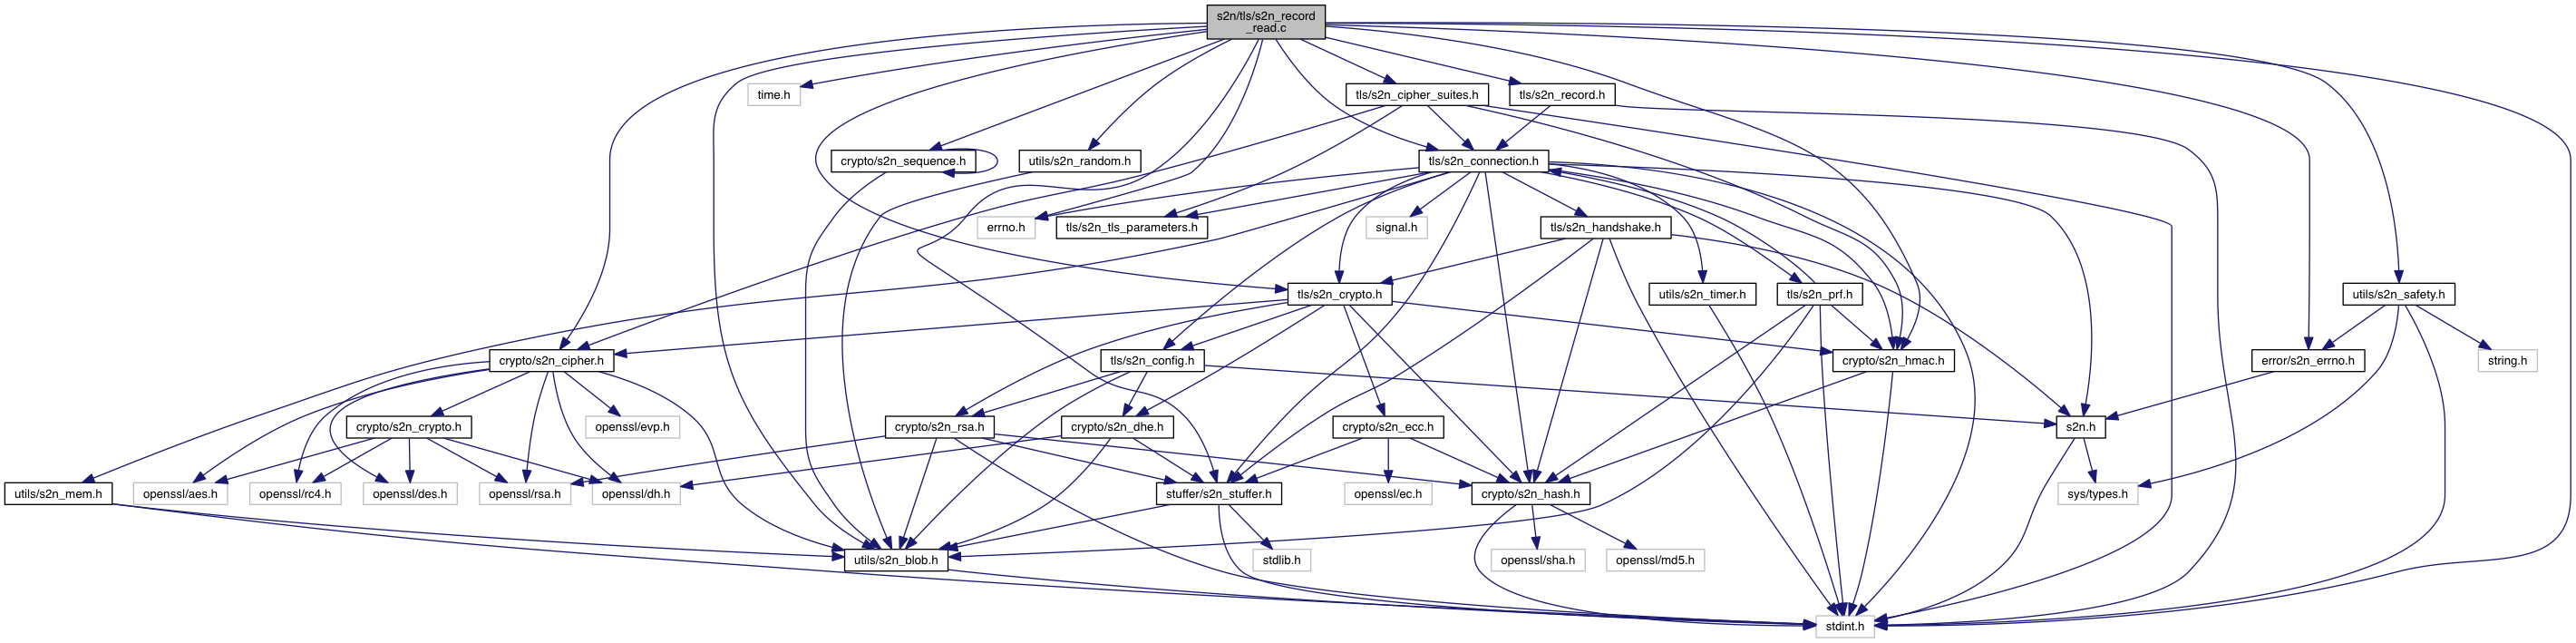 s2n/tls/s2n_record
_read.c
time.h
tls/s2n_cipher_suites.h
tls/s2n_record.h
crypto/s2n_sequence.h
utils/s2n_random.h
tls/s2n_connection.h
errno.h
tls/s2n_tls_parameters.h
signal.h
tls/s2n_handshake.h
tls/s2n_crypto.h
utils/s2n_timer.h
tls/s2n_prf.h
utils/s2n_safety.h
crypto/s2n_cipher.h
tls/s2n_config.h
crypto/s2n_hmac.h
error/s2n_errno.h
string.h
crypto/s2n_crypto.h
openssl/evp.h
crypto/s2n_rsa.h
crypto/s2n_dhe.h
crypto/s2n_ecc.h
s2n.h
utils/s2n_mem.h
openssl/aes.h
openssl/rc4.h
openssl/des.h
openssl/rsa.h
openssl/dh.h
stuffer/s2n_stuffer.h
openssl/ec.h
crypto/s2n_hash.h
sys/types.h
utils/s2n_blob.h
stdlib.h
openssl/sha.h
openssl/md5.h
stdint.h